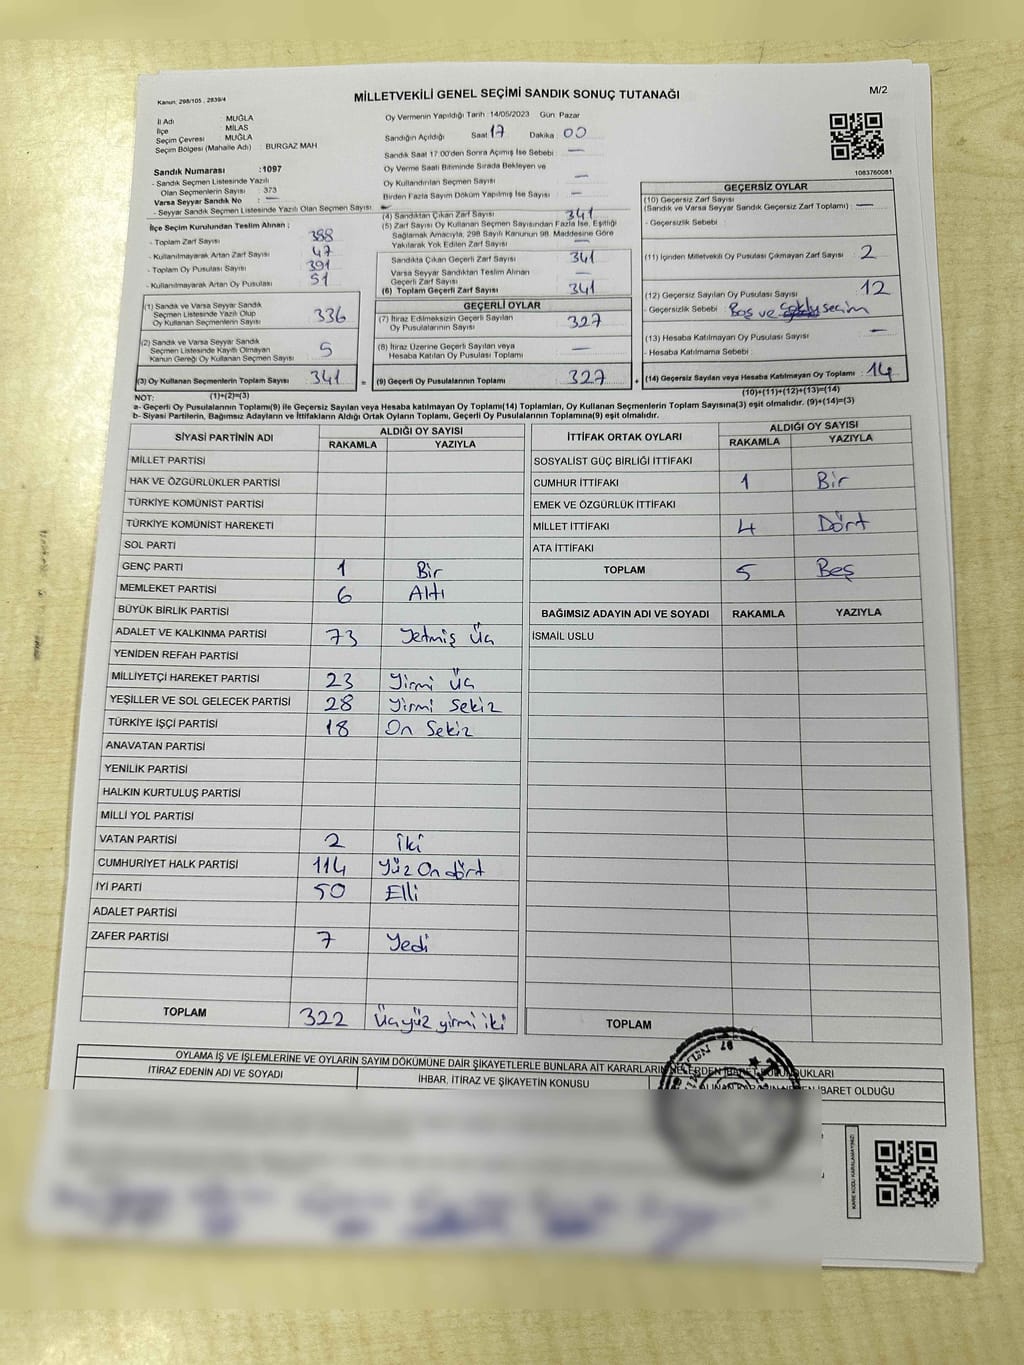 Kanun: 298/105 , 2839/4
MİLLETVEKİLİ GENEL SEÇİMİ SANDIK SONUÇ TUTANAĞI
M/2
İl Adı MUĞLA
İlçe MİLAS
Seçim Çevresi MUĞLA
Seçim Bölgesi (Mahalle Adı) : BURGAZ MAH
Sandık Numarası :1097
- Sandık Seçmen Listesinde Yazılı
Olan Seçmenlerin Sayısı : 373
Varsa Seyyar Sandık No : —
- Seyyar Sandık Seçmen Listesinde Yazılı Olan Seçmen Sayısı
İlçe Seçim Kurulundan Teslim Alınan ;
- Toplam Zarf Sayısı 388
- Kullanılmayarak Artan Zarf Sayısı 47
- Toplam Oy Pusulası Sayısı 391
- Kullanılmayarak Artan Oy Pusulası 51
(1) Sandık ve Varsa Seyyar Sandık
Seçmen Listesinde Yazılı Olup
Oy Kullanan Seçmenlerin Sayısı 336
(2) Sandık ve Varsa Seyyar Sandık
Seçmen Listesinde Kayıtlı Olmayan
Kanun Gereği Oy Kullanan Seçmen Sayısı 5
(3) Oy Kullanan Seçmenlerin Toplam Sayısı 341 =
Oy Vermenin Yapıldığı Tarih : 14/05/2023 Gün: Pazar
Sandığın Açıldığı Saat 17 Dakika 00
Sandık Saat 17.00'den Sonra Açılmış İse Sebebi : —
Oy Verme Saati Bitiminde Sırada Bekleyen ve
Oy Kullandırılan Seçmen Sayısı —
Birden Fazla Sayım Döküm Yapılmış İse Sayısı —
(4) Sandıktan Çıkan Zarf Sayısı 341
(5) Zarf Sayısı Oy Kullanan Seçmen Sayısından Fazla İse, Eşitliği
Sağlamak Amacıyla, 298 Sayılı Kanunun 98. Maddesine Göre
Yakılarak Yok Edilen Zarf Sayısı —
Sandıkta Çıkan Geçerli Zarf Sayısı 341
Varsa Seyyar Sandıktan Teslim Alınan
Geçerli Zarf Sayısı —
(6) Toplam Geçerli Zarf Sayısı 341
GEÇERLİ OYLAR
(7) İtiraz Edilmeksizin Geçerli Sayılan
Oy Pusulalarının Sayısı 327
(8) İtiraz Üzerine Geçerli Sayılan veya
Hesaba Katılan Oy Pusulası Toplamı —
(9) Geçerli Oy Pusulalarının Toplamı 327 +
1083760081
GEÇERSİZ OYLAR
(10) Geçersiz Zarf Sayısı
(Sandık ve Varsa Seyyar Sandık Geçersiz Zarf Toplamı) : —
- Geçersizlik Sebebi :
(11) İçinden Milletvekili Oy Pusulası Çıkmayan Zarf Sayısı 2
(12) Geçersiz Sayılan Oy Pusulası Sayısı 12
- Geçersizlik Sebebi : Boş ve seçim
(13) Hesaba Katılmayan Oy Pusulası Sayısı —
- Hesaba Katılmama Sebebi :
(14) Geçersiz Sayılan veya Hesaba Katılmayan Oy Toplamı : 14
NOT: (1)+(2)=(3) (10)+(11)+(12)+(13)=(14)
a- Geçerli Oy Pusulalarının Toplamı(9) ile Geçersiz Sayılan veya Hesaba katılmayan Oy Toplamı(14) Toplamları, Oy Kullanan Seçmenlerin Toplam Sayısına(3) eşit olmalıdır. (9)+(14)=(3)
b- Siyasi Partilerin, Bağımsız Adayların ve İttifakların Aldığı Ortak Oyların Toplamı, Geçerli Oy Pusulalarının Toplamına(9) eşit olmalıdır.
SİYASİ PARTİNİN ADI ALDIĞI OY SAYISI
RAKAMLA YAZIYLA
MİLLET PARTİSİ
HAK VE ÖZGÜRLÜKLER PARTİSİ
TÜRKİYE KOMÜNİST PARTİSİ
TÜRKİYE KOMÜNİST HAREKETİ
SOL PARTİ
GENÇ PARTİ 1 Bir
MEMLEKET PARTİSİ 6 Altı
BÜYÜK BİRLİK PARTİSİ
ADALET VE KALKINMA PARTİSİ 73 Yetmiş Üç
YENİDEN REFAH PARTİSİ
MİLLİYETÇİ HAREKET PARTİSİ 23 Yirmi Üç
YEŞİLLER VE SOL GELECEK PARTİSİ 28 Yirmi Sekiz
TÜRKİYE İŞÇİ PARTİSİ 18 On Sekiz
ANAVATAN PARTİSİ
YENİLİK PARTİSİ
HALKIN KURTULUŞ PARTİSİ
MİLLİ YOL PARTİSİ
VATAN PARTİSİ 2 iki
CUMHURİYET HALK PARTİSİ 114 Yüz On dört
İYİ PARTİ 50 Elli
ADALET PARTİSİ
ZAFER PARTİSİ 7 Yedi
TOPLAM 322 Üçyüz yirmi iki
İTTİFAK ORTAK OYLARI ALDIĞI OY SAYISI
RAKAMLA YAZIYLA
SOSYALİST GÜÇ BİRLİĞİ İTTİFAKI
CUMHUR İTTİFAKI 1 Bir
EMEK VE ÖZGÜRLÜK İTTİFAKI
MİLLET İTTİFAKI 4 Dört
ATA İTTİFAKI
TOPLAM 5 Beş
BAĞIMSIZ ADAYIN ADI VE SOYADI RAKAMLA YAZIYLA
İSMAİL USLU
TOPLAM
OYLAMA İŞ VE İŞLEMLERİNE VE OYLARIN SAYIM DÖKÜMÜNE DAİR ŞİKAYETLERLE BUNLARA AİT KARARLARIN NELERDEN İBARET BULUNDUKLARI
İTİRAZ EDENİN ADI VE SOYADI
İHBAR, İTİRAZ VE ŞİKAYETİN KONUSU
İBARET OLDUĞU